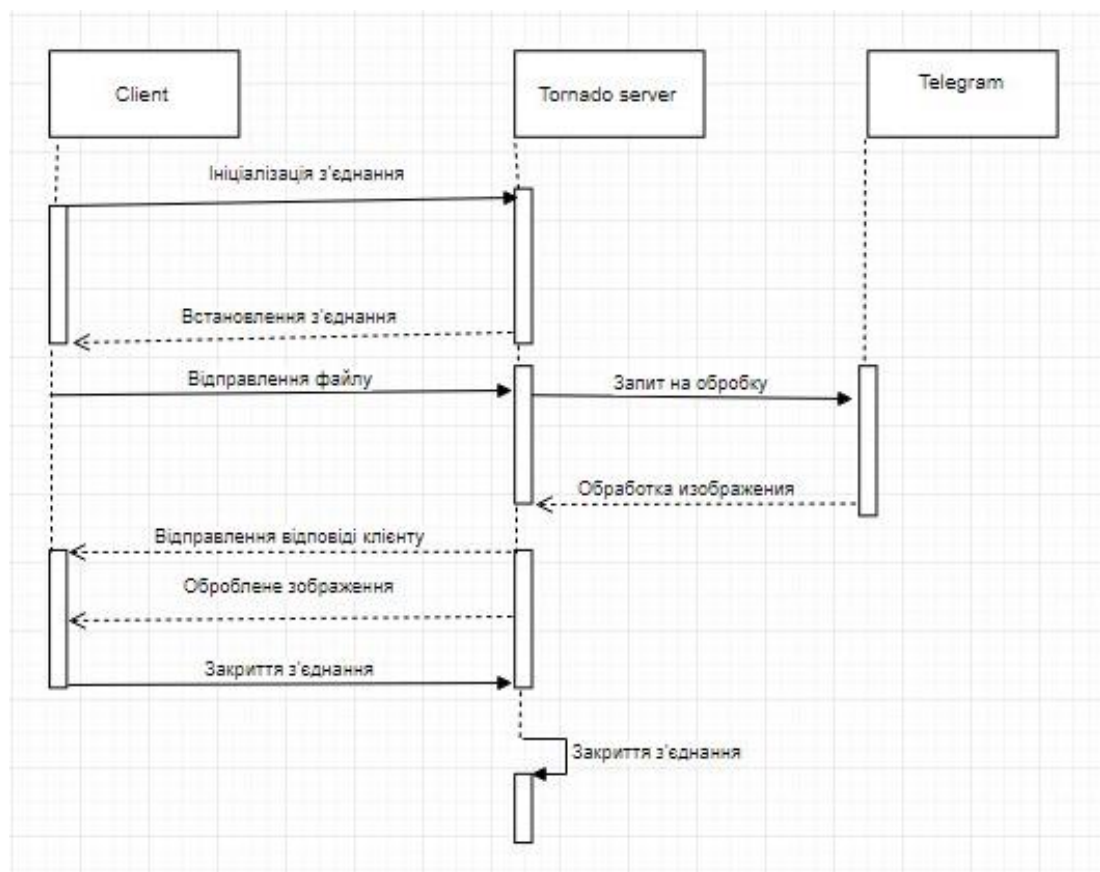 Client
Tornado server
Telegram
Ініціалізація з'єднання
Встановлення з'єднання
Відправлення файлу
Запит на обробку
Обработка изображения
Відправлення відповіді клієнту
Оброблене зображення
Закриття з'єднання
Закриття з'єднання